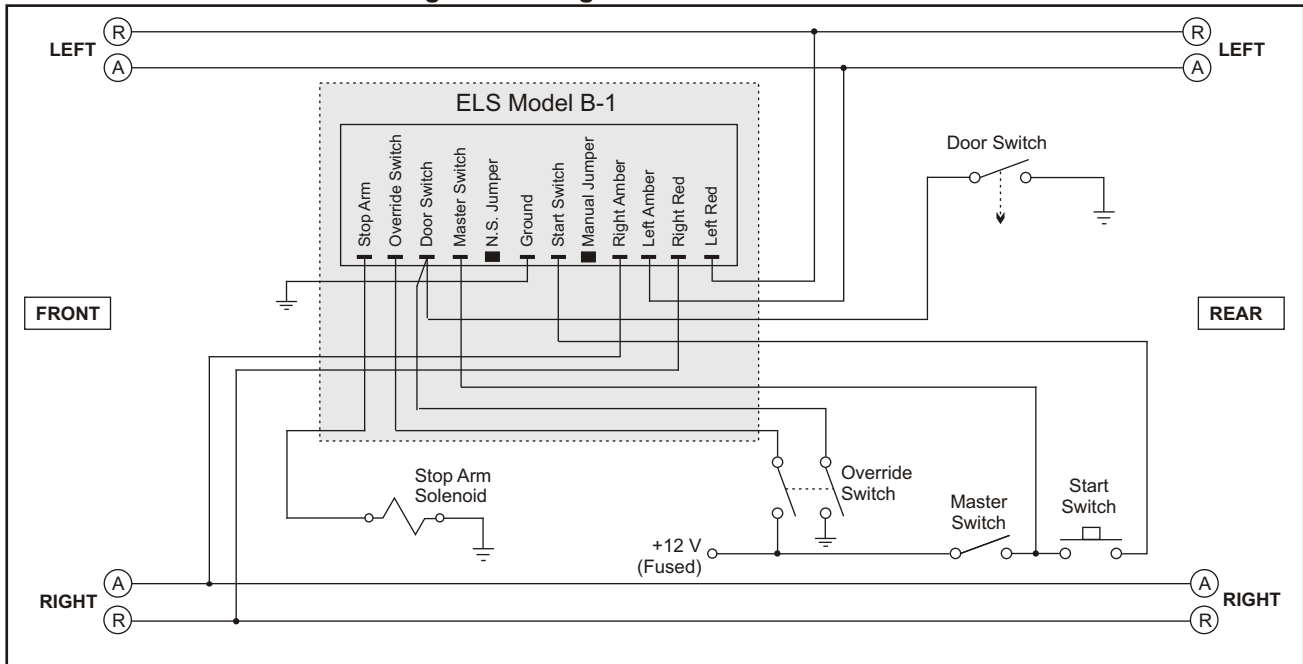 R
LEFT
A
R
LEFT
A
ELS Model B-1
Stop Arm
Override Switch
Door Switch
Master Switch
N.S. Jumper
Ground
Start Switch
Manual Jumper
Right Amber
Left Amber
Right Red
Left Red
Door Switch
FRONT
REAR
Stop Arm
Solenoid
Override
Switch
Master
Switch
Start
Switch
+12 V
(Fused)
A
RIGHT
R
A
RIGHT
R